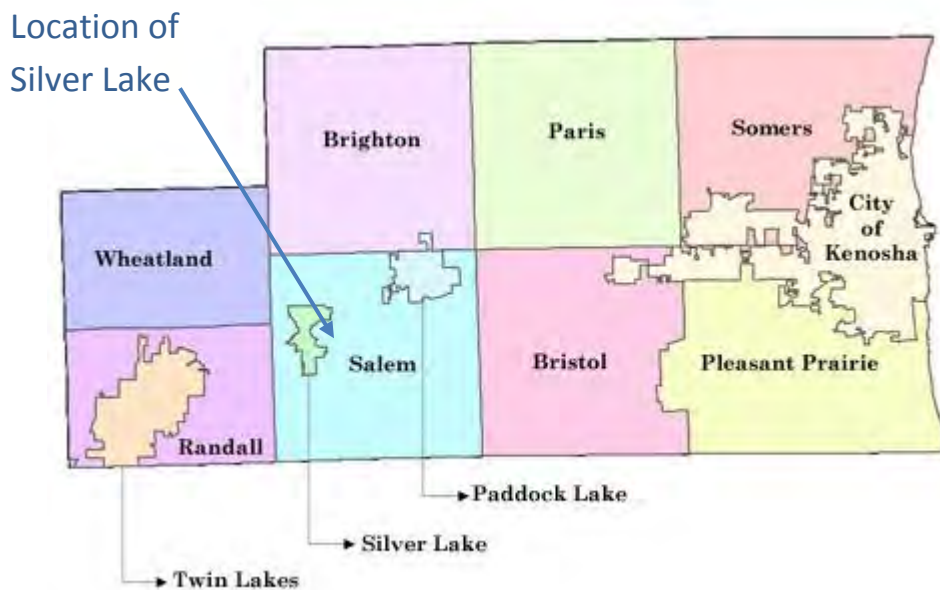 Location of
Silver Lake
Brighton
Paris
Somers
City
of
Kenosha
Wheatland
Salem
Bristol
Pleasant Prairie
Randall
Paddock Lake
Silver Lake
Twin Lakes